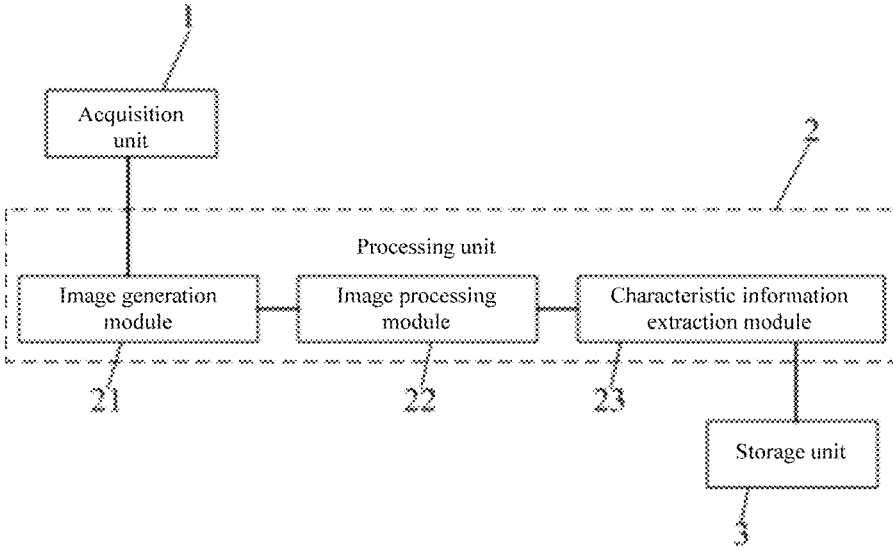 1
Acquisition
unit
2
Processing unit
Image generation
module
Image processing
module
Characteristic information
extraction module
21
22
23
Storage unit
3